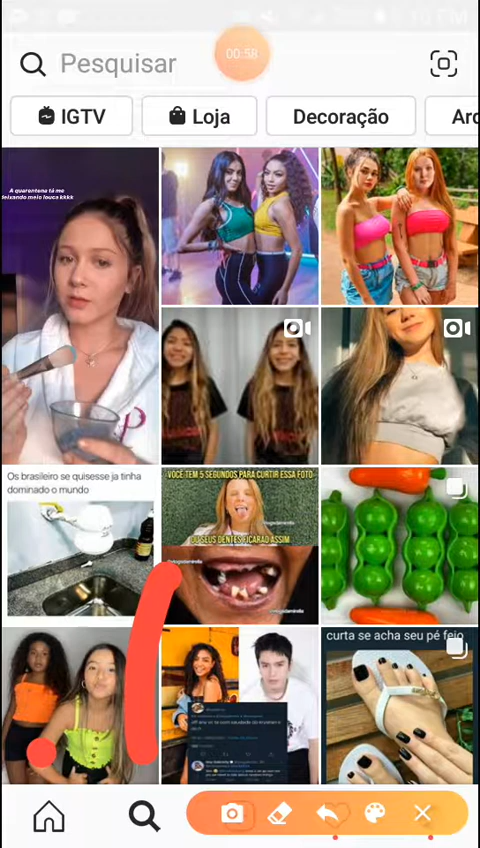 00:58
Pesquisar
IGTV
Loja
Decoração
A quarentena tá me
deixando meio louca kkkk
Os brasileiro se quisesse ja tinha
dominado o mundo
VOCÊ TEM 5 SEGUNDOS PARA CURTIR ESSA FOTO
OU SEUS DENTES FICARAO ASSIM
curta se acha seu pé feio